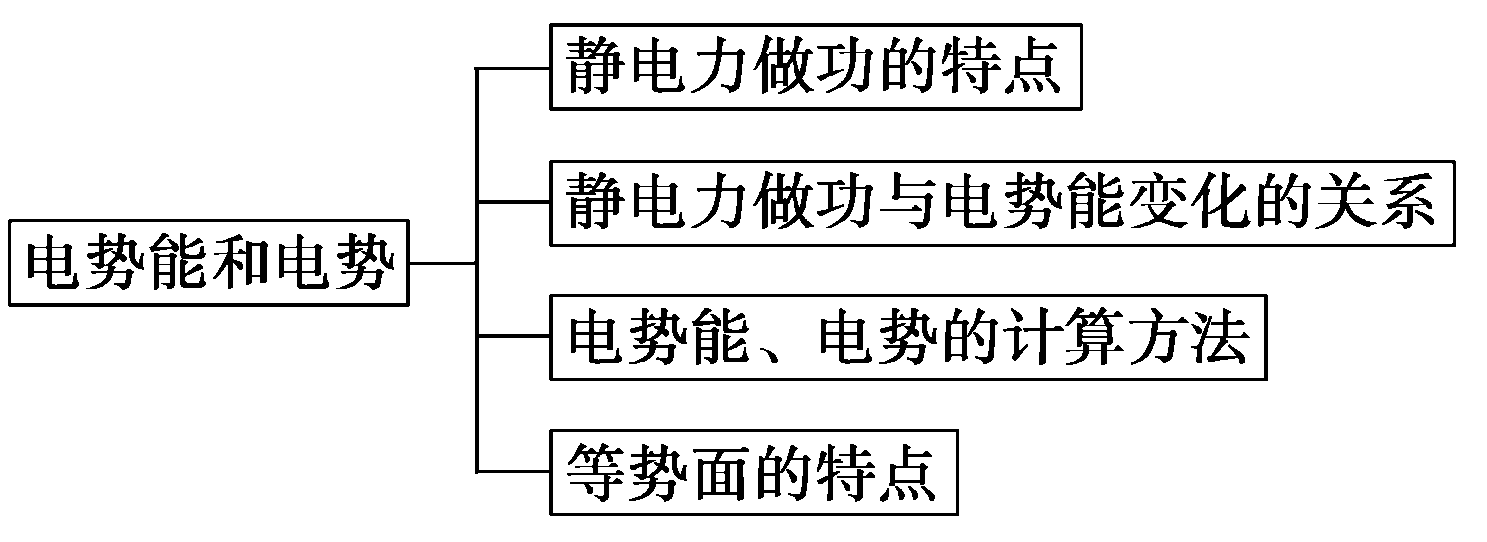 电势能和电势
静电力做功的特点
静电力做功与电势能变化的关系
电势能、电势的计算方法
等势面的特点